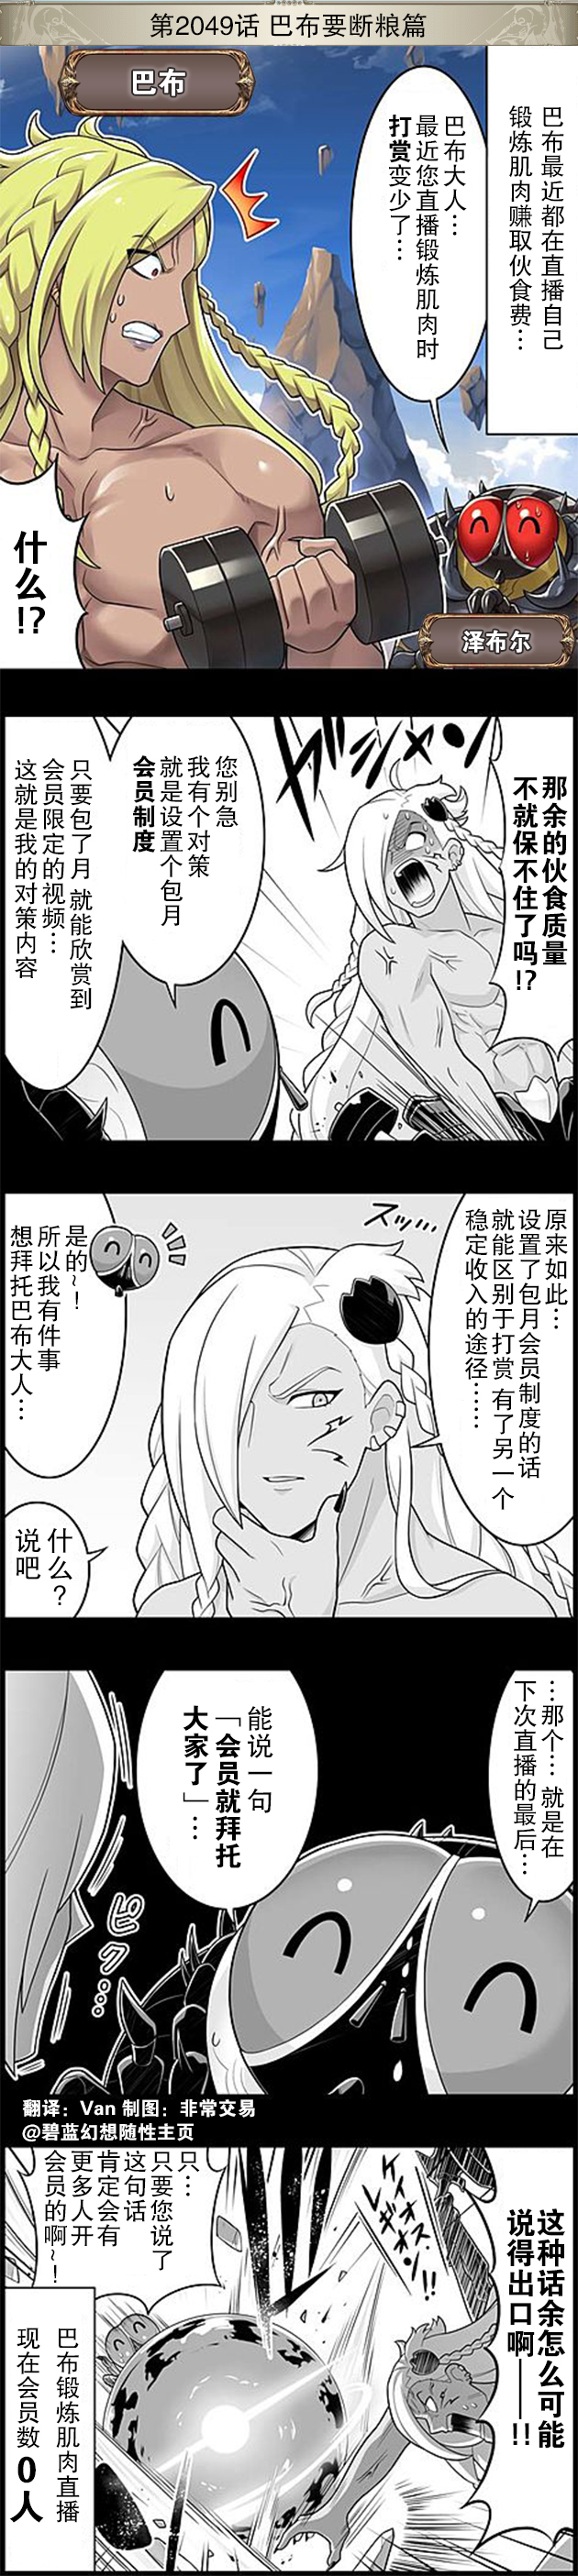 第2049话 巴布要断粮篇
巴布
巴布最近都在直播自己
锻炼肌肉赚取伙食费…
巴布大人…
最近您直播锻炼肌肉时
打赏变少了…
什么!?
泽布尔
那余的伙食质量
不就保不住了吗!?
您别急
我有个对策
就是设置个包月
会员制度
只要包了月 就能欣赏到
会员限定的视频…
这就是我的对策内容
原来如此…
设置了包月会员制度的话
就能区别于打赏 有了另一个
稳定收入的途径……
スッ…
是的~!
所以我有件事
想拜托巴布大人…
什么?
说吧
…那个… 就是在
下次直播的最后…
能说一句
「会员就拜托
大家了」…
ピク…
翻译：Van 制图：非常交易
@碧蓝幻想随性主页
这种话余怎么可能
说得出口啊——!!
ケイオス・ン!!
只…
只要您说了
这句话
肯定会有
更多人开
会员的啊~!
巴布锻炼肌肉直播
现在会员数 0人